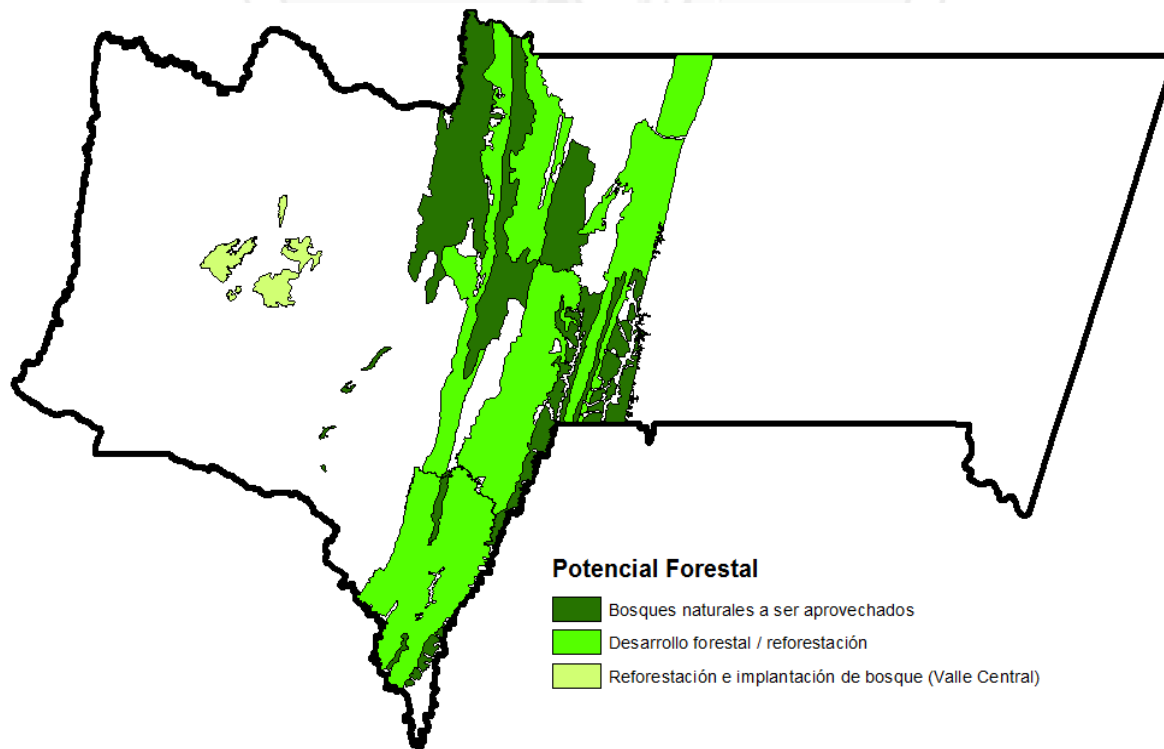 Potencial Forestal
Bosques naturales a ser aprovechados
Desarrollo forestal / reforestación
Reforestación e implantación de bosque (Valle Central)